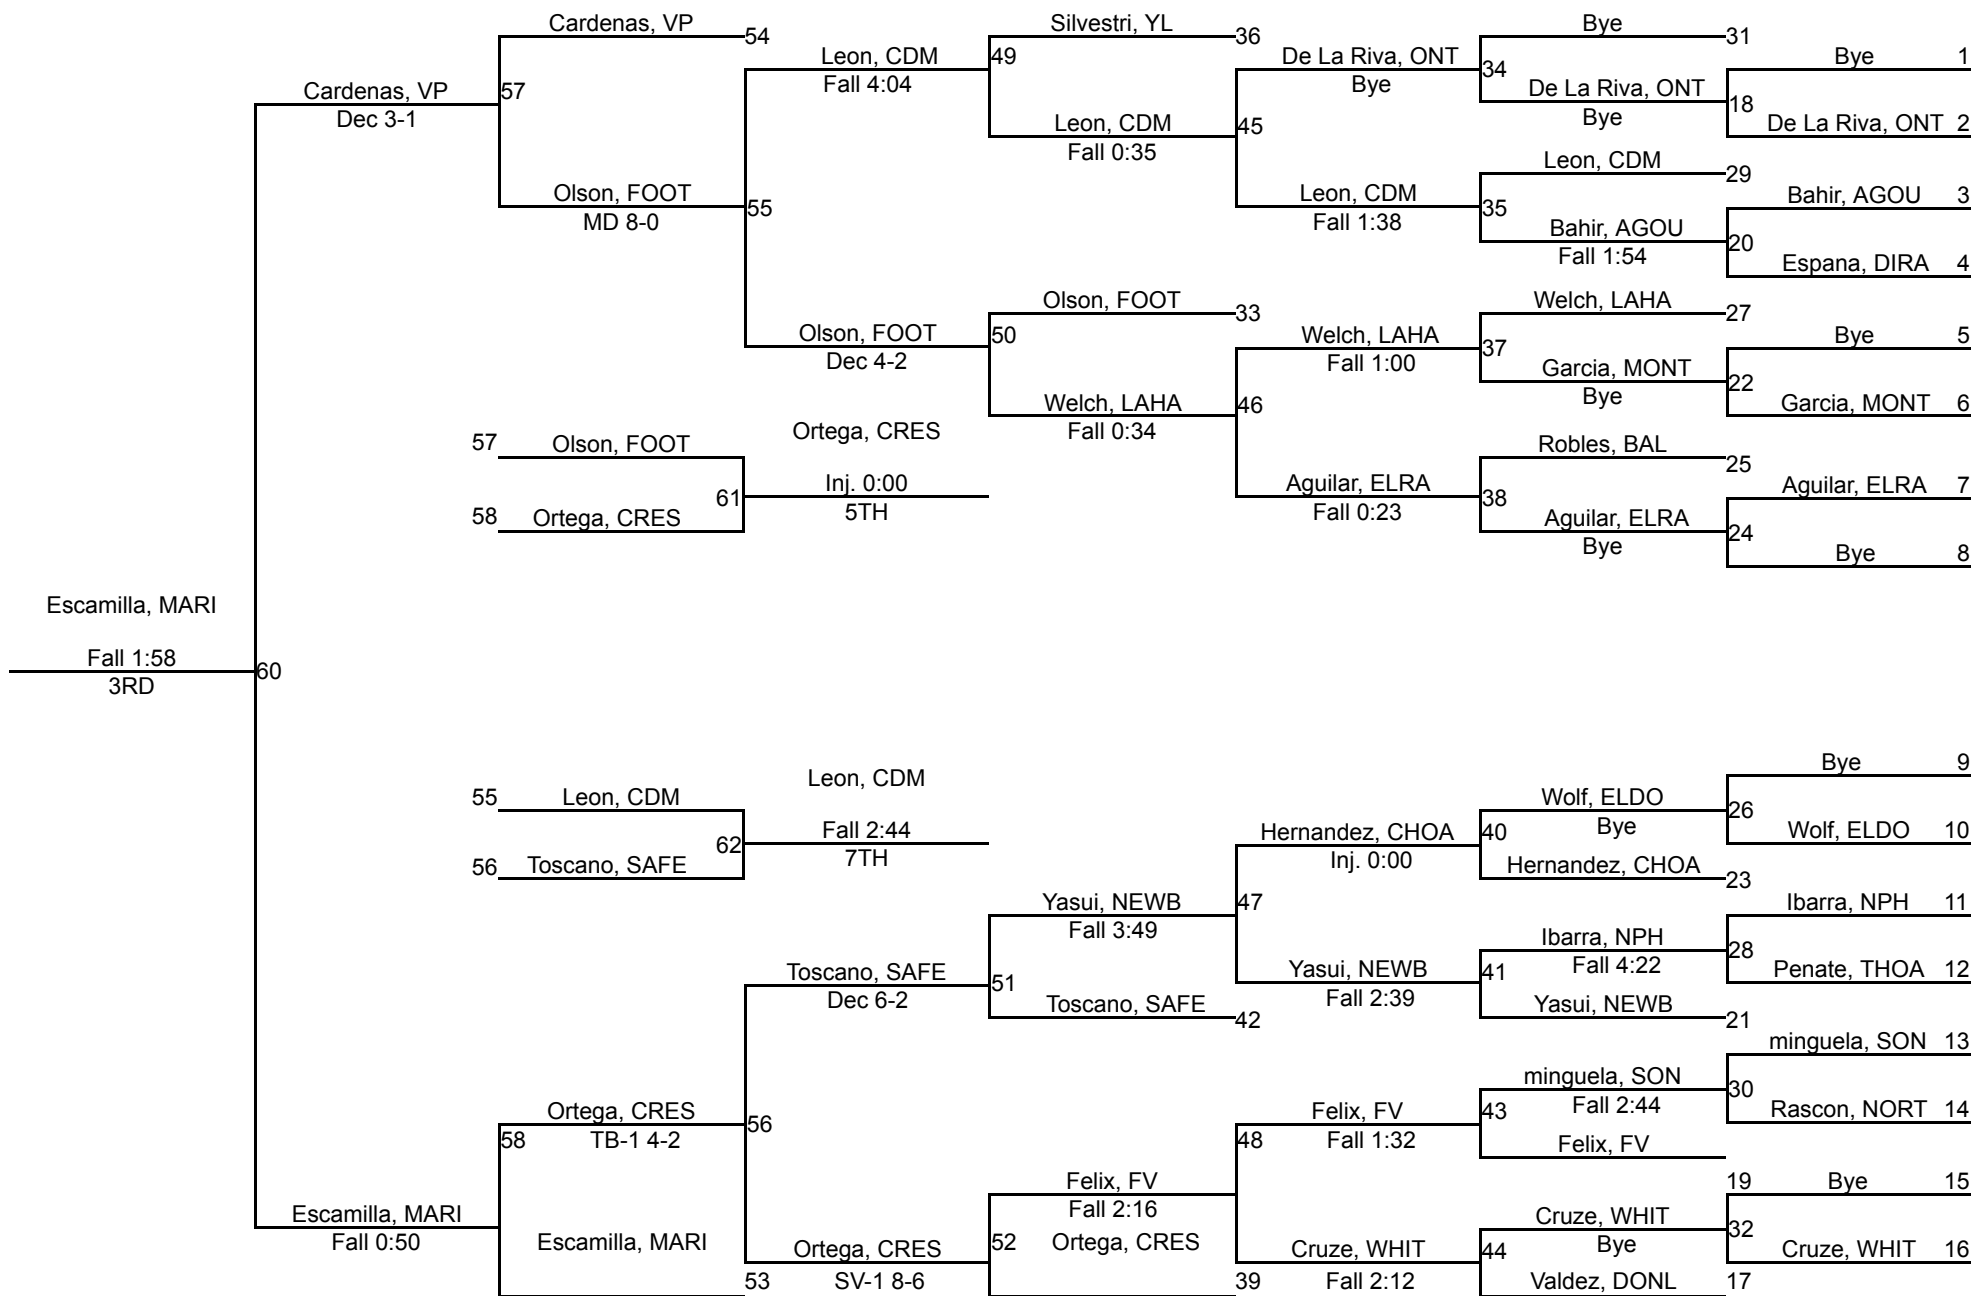 Cardenas, VP
54
Silvestri, YL
36
Bye
31
Leon, CDM
Fall 4:04
49
De La Riva, ONT
Bye
34
Bye
1
Cardenas, VP
Dec 3-1
57
De La Riva, ONT
Bye
18
De La Riva, ONT
2
Leon, CDM
Fall 0:35
45
Leon, CDM
29
Olson, FOOT
MD 8-0
55
Leon, CDM
Fall 1:38
35
Bahir, AGOU
3
Bahir, AGOU
Fall 1:54
20
Espana, DIRA
4
Olson, FOOT
33
Welch, LAHA
27
Olson, FOOT
Dec 4-2
50
Welch, LAHA
Fall 1:00
37
Bye
5
Garcia, MONT
Bye
22
Garcia, MONT
6
Welch, LAHA
Fall 0:34
46
57
Olson, FOOT
Ortega, CRES
Robles, BAL
25
61
Inj. 0:00
5TH
Aguilar, ELRA
Fall 0:23
38
Aguilar, ELRA
7
58
Ortega, CRES
Aguilar, ELRA
Bye
24
Bye
8
Escamilla, MARI
Fall 1:58
3RD
60
Bye
9
55
Leon, CDM
Leon, CDM
Wolf, ELDO
Bye
26
62
Fall 2:44
7TH
Hernandez, CHOA
Inj. 0:00
40
Wolf, ELDO
10
56
Toscano, SAFE
Hernandez, CHOA
23
Yasui, NEWB
Fall 3:49
47
Ibarra, NPH
11
Ibarra, NPH
Fall 4:22
28
Toscano, SAFE
Dec 6-2
51
Yasui, NEWB
Fall 2:39
41
Penate, THOA
12
Toscano, SAFE
42
Yasui, NEWB
21
minguela, SON
13
minguela, SON
Fall 2:44
30
Ortega, CRES
TB-1 4-2
58
56
Felix, FV
Fall 1:32
48
43
Rascon, NORT
14
Felix, FV
19
Felix, FV
Fall 2:16
Bye
15
Escamilla, MARI
Fall 0:50
Cruze, WHIT
Bye
32
Escamilla, MARI
53
Ortega, CRES
SV-1 8-6
52
Ortega, CRES
39
Cruze, WHIT
Fall 2:12
44
Cruze, WHIT
16
Valdez, DONL
17